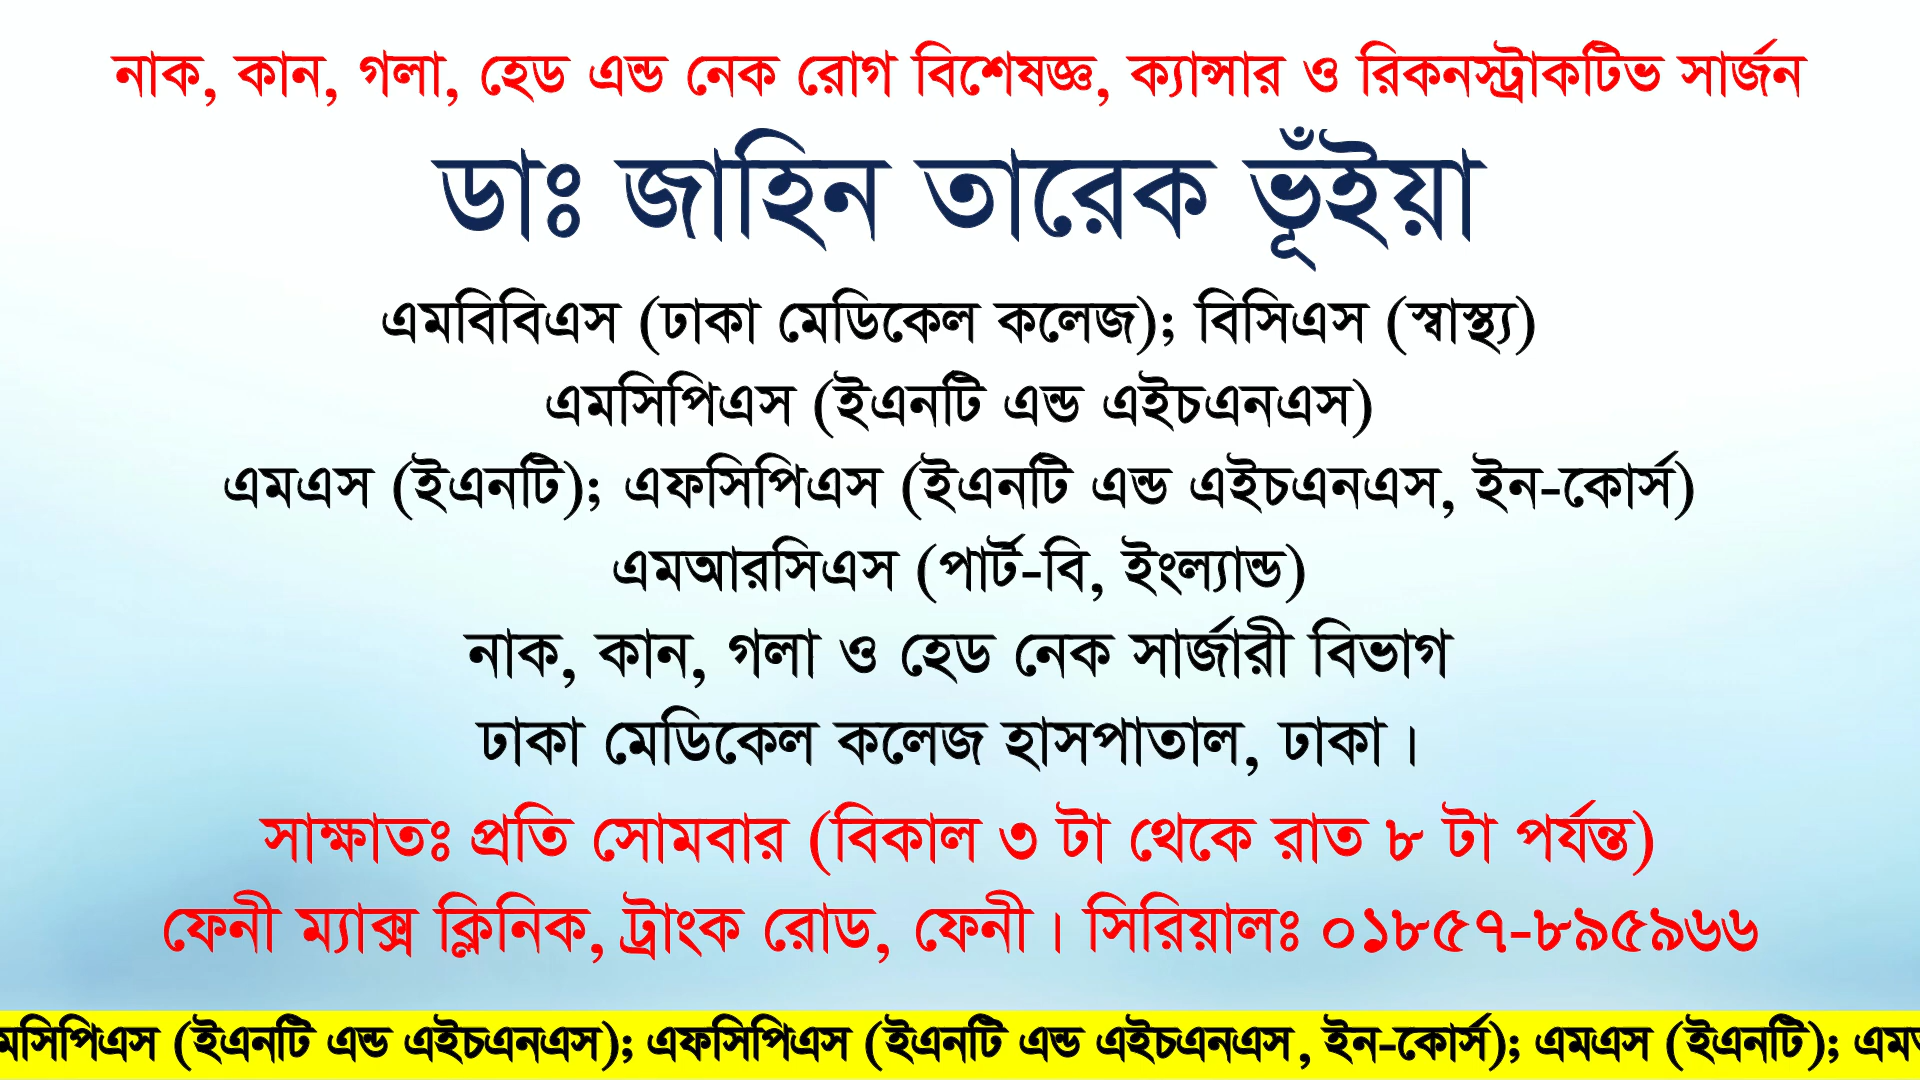 নাক, কান, গলা, হেড এন্ড নেক রোগ বিশেষজ্ঞ, ক্যান্সার ও রিকনস্ট্রাকটিভ সার্জন
ডাঃ জাহিন তারেক ভূঁইয়া
এমবিবিএস (ঢাকা মেডিকেল কলেজ); বিসিএস (স্বাস্থ্য)
এমসিপিএস (ইএনটি এন্ড এইচএনএস)
এমএস (ইএনটি); এফসিপিএস (ইএনটি এন্ড এইচএনএস, ইন-কোর্স)
এমআরসিএস (পার্ট-বি, ইংল্যান্ড)
নাক, কান, গলা ও হেড নেক সার্জারী বিভাগ
ঢাকা মেডিকেল কলেজ হাসপাতাল, ঢাকা।
সাক্ষাতঃ প্রতি সোমবার (বিকাল ৩ টা থেকে রাত ৮ টা পর্যন্ত)
ফেনী ম্যাক্স ক্লিনিক, ট্রাংক রোড, ফেনী। সিরিয়ালঃ ০১৮৫৭-৮৯৫৯৬৬
মসিপিএস (ইএনটি এন্ড এইচএনএস); এফসিপিএস (ইএনটি এন্ড এইচএনএস, ইন-কোর্স); এমএস (ইএনটি); এম